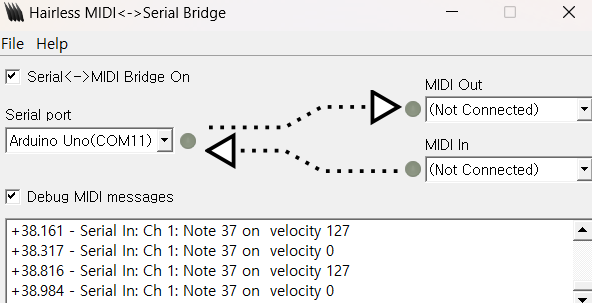 Hairless MIDI<->Serial Bridge
File Help
Serial<->MIDI Bridge On
MIDI Out
(Not Connected)
Serial port
Arduino Uno(COM11)
MIDI In
(Not Connected)
Debug MIDI messages
+38.161 - Serial In: Ch 1: Note 37 on  velocity 127
+38.317 - Serial In: Ch 1: Note 37 on  velocity 0
+38.816 - Serial In: Ch 1: Note 37 on  velocity 127
+38.984 - Serial In: Ch 1: Note 37 on  velocity 0